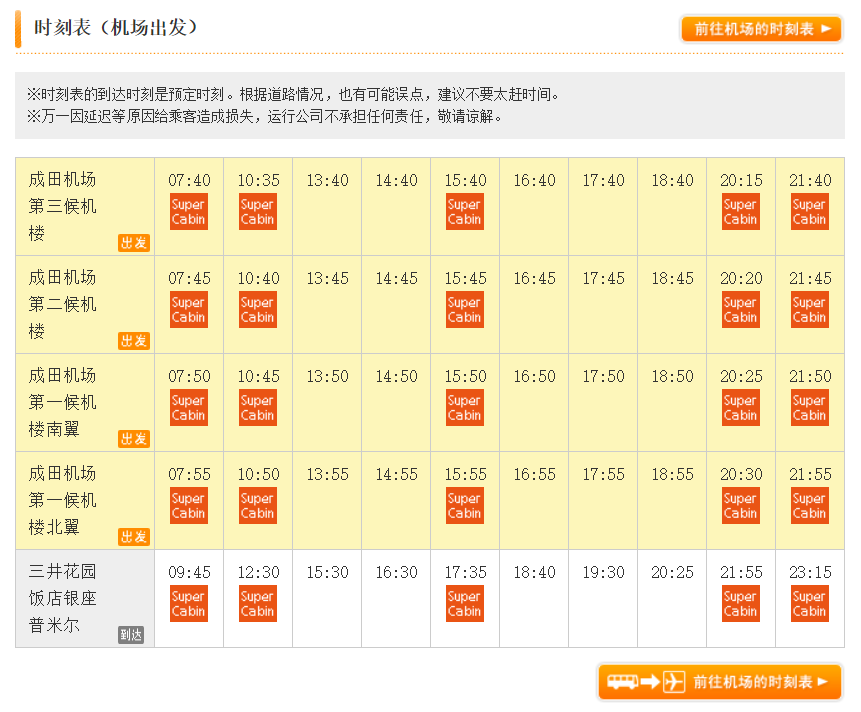 时刻表（机场出发）
前往机场的时刻表 ►
※时刻表的到达时刻是预定时刻。根据道路情况，也有可能误点，建议不要太赶时间。
※万一因延迟等原因给乘客造成损失，运行公司不承担任何责任，敬请谅解。
成田机场
第三候机
楼
出发
07:40 10:35 13:40 14:40 15:40 16:40 17:40 18:40 20:15 21:40
Super Super Super Super Super
Cabin Cabin Cabin Cabin Cabin
成田机场
第二候机
楼
出发
07:45 10:40 13:45 14:45 15:45 16:45 17:45 18:45 20:20 21:45
Super Super Super Super Super
Cabin Cabin Cabin Cabin Cabin
成田机场
第一候机
楼南翼
出发
07:50 10:45 13:50 14:50 15:50 16:50 17:50 18:50 20:25 21:50
Super Super Super Super Super
Cabin Cabin Cabin Cabin Cabin
成田机场
第一候机
楼北翼
出发
07:55 10:50 13:55 14:55 15:55 16:55 17:55 18:55 20:30 21:55
Super Super Super Super Super
Cabin Cabin Cabin Cabin Cabin
三井花园
饭店银座
普米尔
到达
09:45 12:30 15:30 16:30 17:35 18:40 19:30 20:25 21:55 23:15
Super Super Super Super Super
Cabin Cabin Cabin Cabin Cabin
前往机场的时刻表 ►